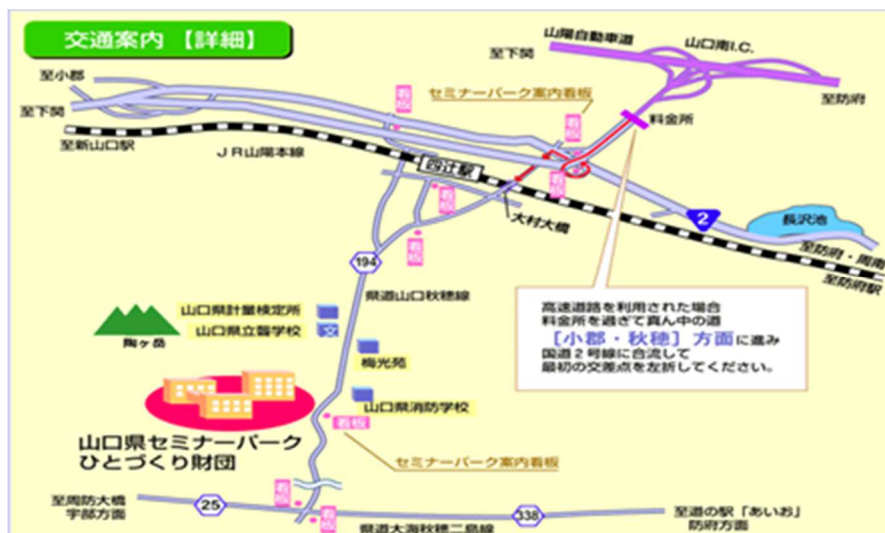 交通案内【詳細】
山陽自動車道
山口南I.C.
至下関
至防府
至小郡
至下関
看板
セミナーパーク案内看板
看板
料金所
至新山口駅
JR山陽本線
四辻駅
看板
看板
大村大橋
2
長沢池
至防府・周南
至防府駅
看板
194
県道山口秋穂線
高速道路を利用された場合
料金所を過ぎて真ん中の道
[小郡・秋穂]方面に進み
国道2号線に合流して
最初の交差点を左折してください。
山口県計量検定所
山口県立聾学校
文
陶ヶ岳
梅光苑
山口県消防学校
看板
山口県セミナーパーク
ひとづくり財団
セミナーパーク案内看板
至周防大橋
宇部方面
25
看板
看板
338
県道大海秋穂二島線
至道の駅「あいお」
防府方面